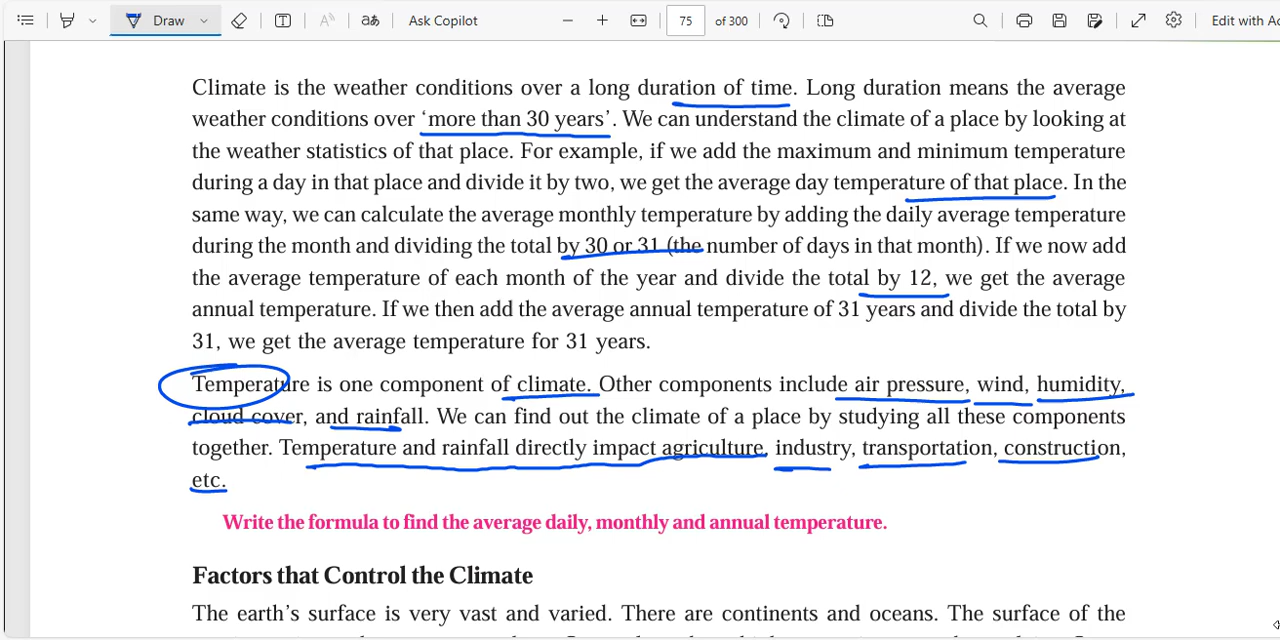 Draw
A
aあ
Ask Copilot
75
of 300
Edit with Ac
Climate is the weather conditions over a long duration of time. Long duration means the average
weather conditions over ‘more than 30 years’. We can understand the climate of a place by looking at
the weather statistics of that place. For example, if we add the maximum and minimum temperature
during a day in that place and divide it by two, we get the average day temperature of that place. In the
same way, we can calculate the average monthly temperature by adding the daily average temperature
during the month and dividing the total by 30 or 31 (the number of days in that month). If we now add
the average temperature of each month of the year and divide the total by 12, we get the average
annual temperature. If we then add the average annual temperature of 31 years and divide the total by
31, we get the average temperature for 31 years.
Temperature is one component of climate. Other components include air pressure, wind, humidity,
cloud cover, and rainfall. We can find out the climate of a place by studying all these components
together. Temperature and rainfall directly impact agriculture, industry, transportation, construction,
etc.
Write the formula to find the average daily, monthly and annual temperature.
Factors that Control the Climate
The earth’s surface is very vast and varied. There are continents and oceans. The surface of the